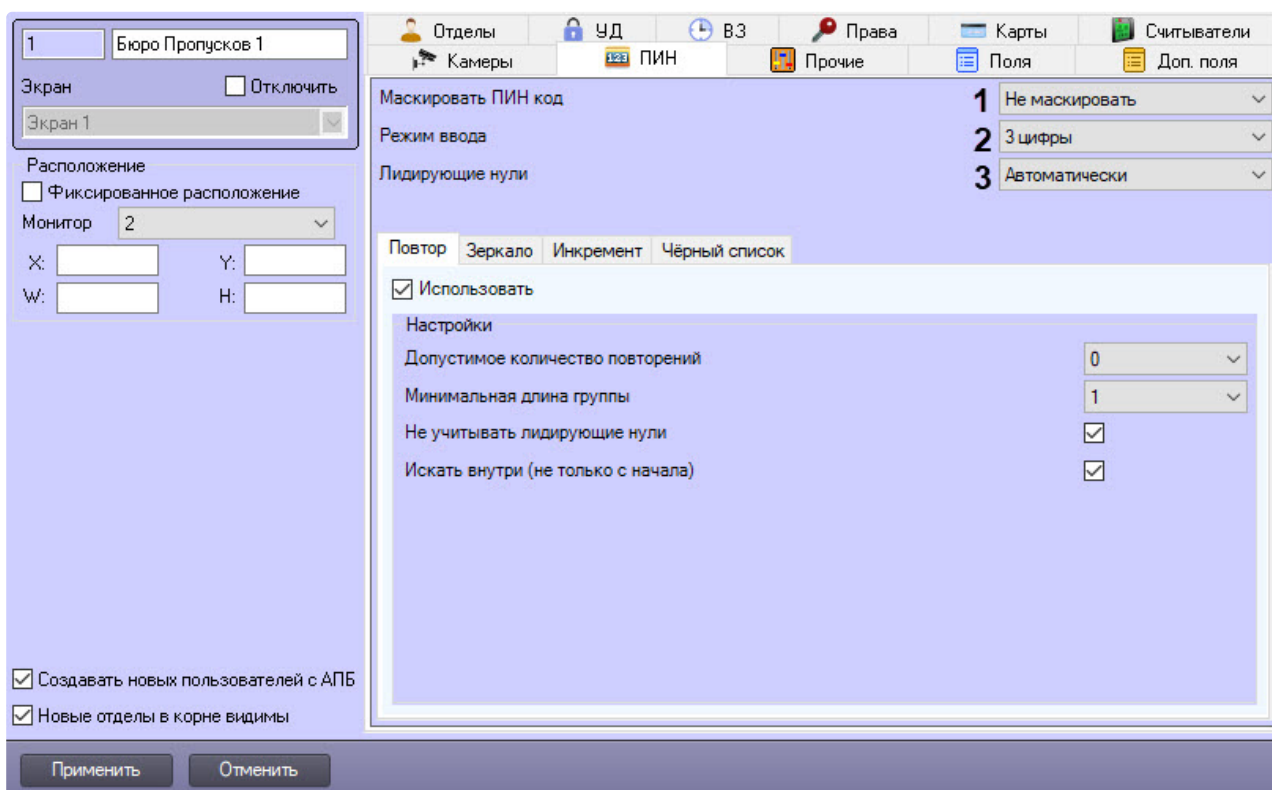 1 Бюро Пропусков 1
Экран Отключить
Экран 1
Расположение
Фиксированное расположение
Монитор 2
X: Y:
W: H:
Создавать новых пользователей с АПБ
Новые отделы в корне видимы
Применить Отменить
Отделы УД ВЗ Права Карты Считыватели
Камеры 123 ПИН Прочие Поля Доп. поля
Маскировать ПИН код 1 Не маскировать
Режим ввода 2 3 цифры
Лидирующие нули 3 Автоматически
Повтор Зеркало Инкремент Чёрный список
Использовать
Настройки
Допустимое количество повторений 0
Минимальная длина группы 1
Не учитывать лидирующие нули
Искать внутри (не только с начала)